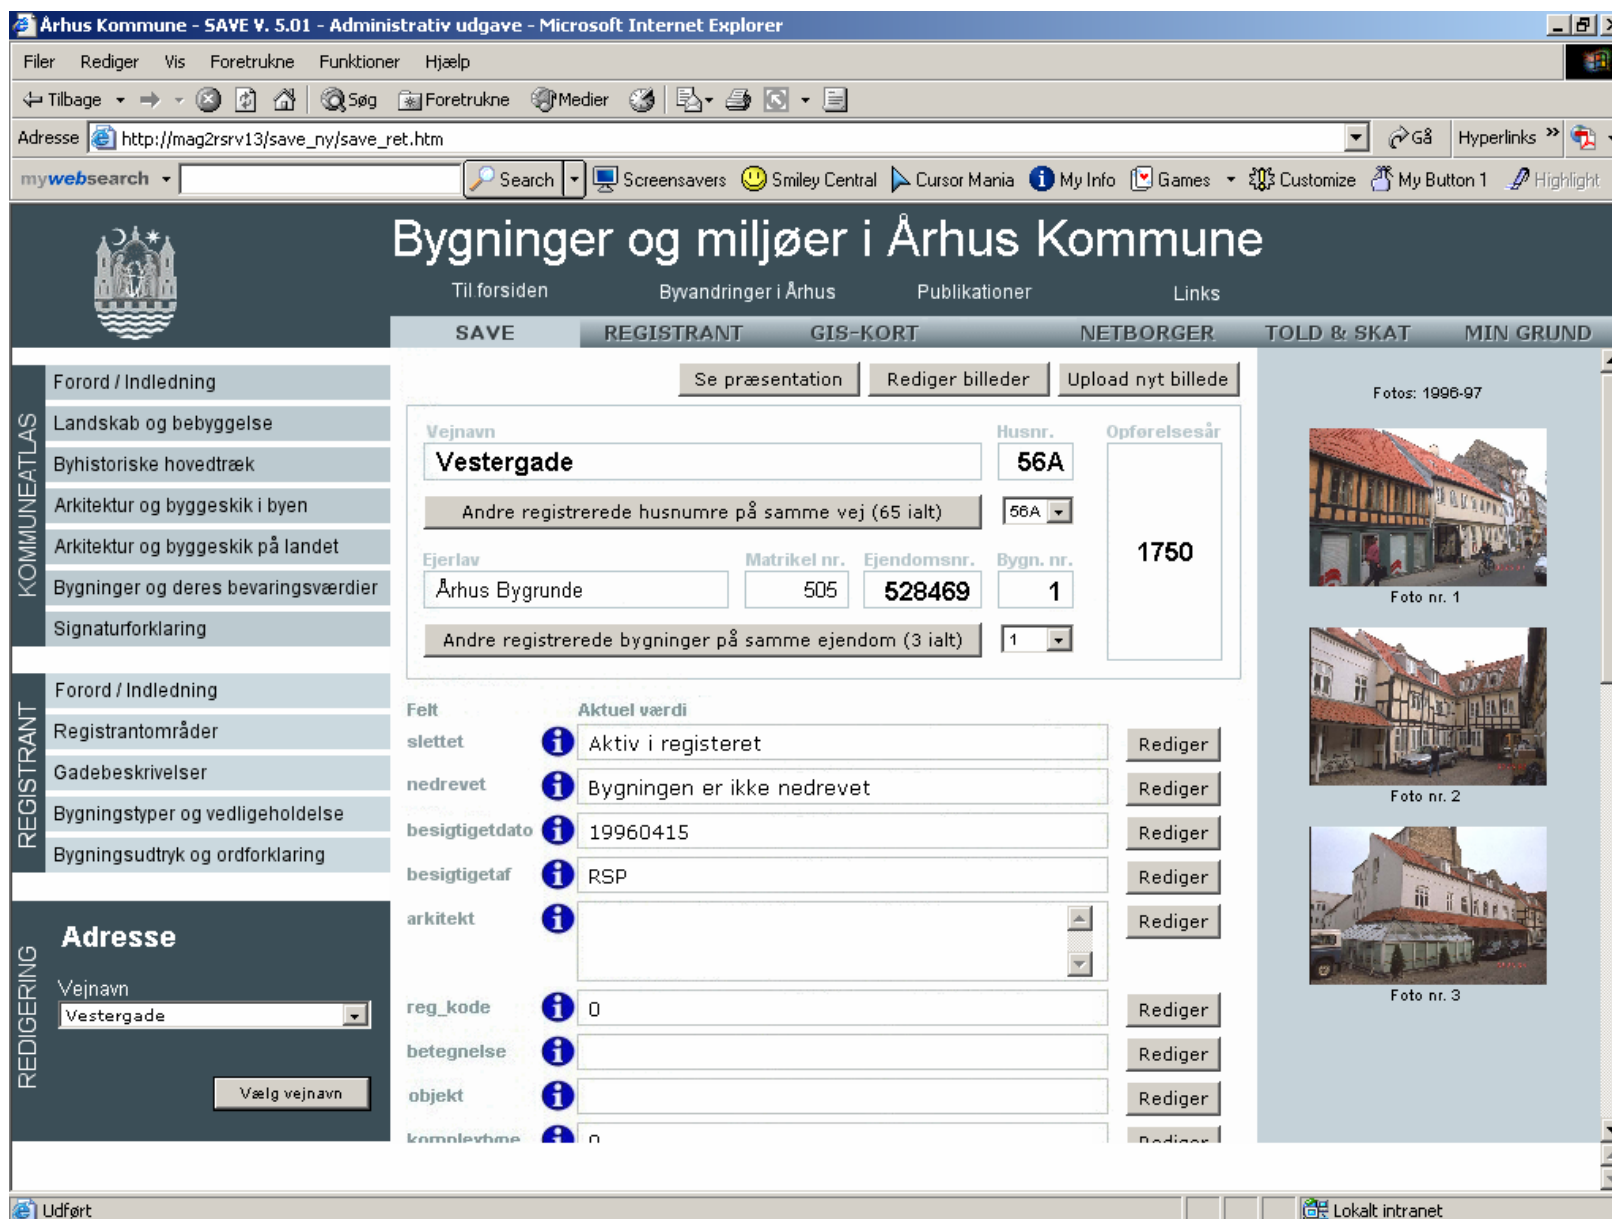 Århus Kommune - SAVE V. 5.01 - Administrativ udgave - Microsoft Internet Explorer
Filer Rediger Vis Foretrukne Funktioner Hjælp
Tilbage Søg Foretrukne Medier
Adresse http://mag2rsrv13/save_ny/save_ret.htm Gå Hyperlinks »
mywebsearch Search Screensavers Smiley Central Cursor Mania My Info Games Customize My Button 1 Highlight
Bygninger og miljøer i Århus Kommune
Til forsiden Byvandringer i Århus Publikationer Links
SAVE REGISTRANT GIS-KORT NETBORGER TOLD & SKAT MIN GRUND
KOMMUNEATLAS
Forord / Indledning
Landskab og bebyggelse
Byhistoriske hovedtræk
Arkitektur og byggeskik i byen
Arkitektur og byggeskik på landet
Bygninger og deres bevaringsværdier
Signaturforklaring
REGISTRANT
Forord / Indledning
Registrantområder
Gadebeskrivelser
Bygningstyper og vedligeholdelse
Bygningsudtryk og ordforklaring
REDIGERING
Adresse
Vejnavn
Vestergade
Vælg vejnavn
Se præsentation Rediger billeder Upload nyt billede
Vejnavn Husnr. Opførelsesår
Vestergade 56A
Andre registrerede husnumre på samme vej (65 ialt) 56A
1750
Ejerlav Matrikel nr. Ejendomsnr. Bygn. nr.
Århus Bygrunde 505 528469 1
Andre registrerede bygninger på samme ejendom (3 ialt) 1
Felt Aktuel værdi
slettet Aktiv i registeret Rediger
nedrevet Bygningen er ikke nedrevet Rediger
besigtigetdato 19960415 Rediger
besigtigetaf RSP Rediger
arkitekt Rediger
reg_kode 0 Rediger
betegnelse Rediger
objekt Rediger
komplextype 0 Rediger
Fotos: 1996-97
Foto nr. 1
Foto nr. 2
Foto nr. 3
Udført Lokalt intranet